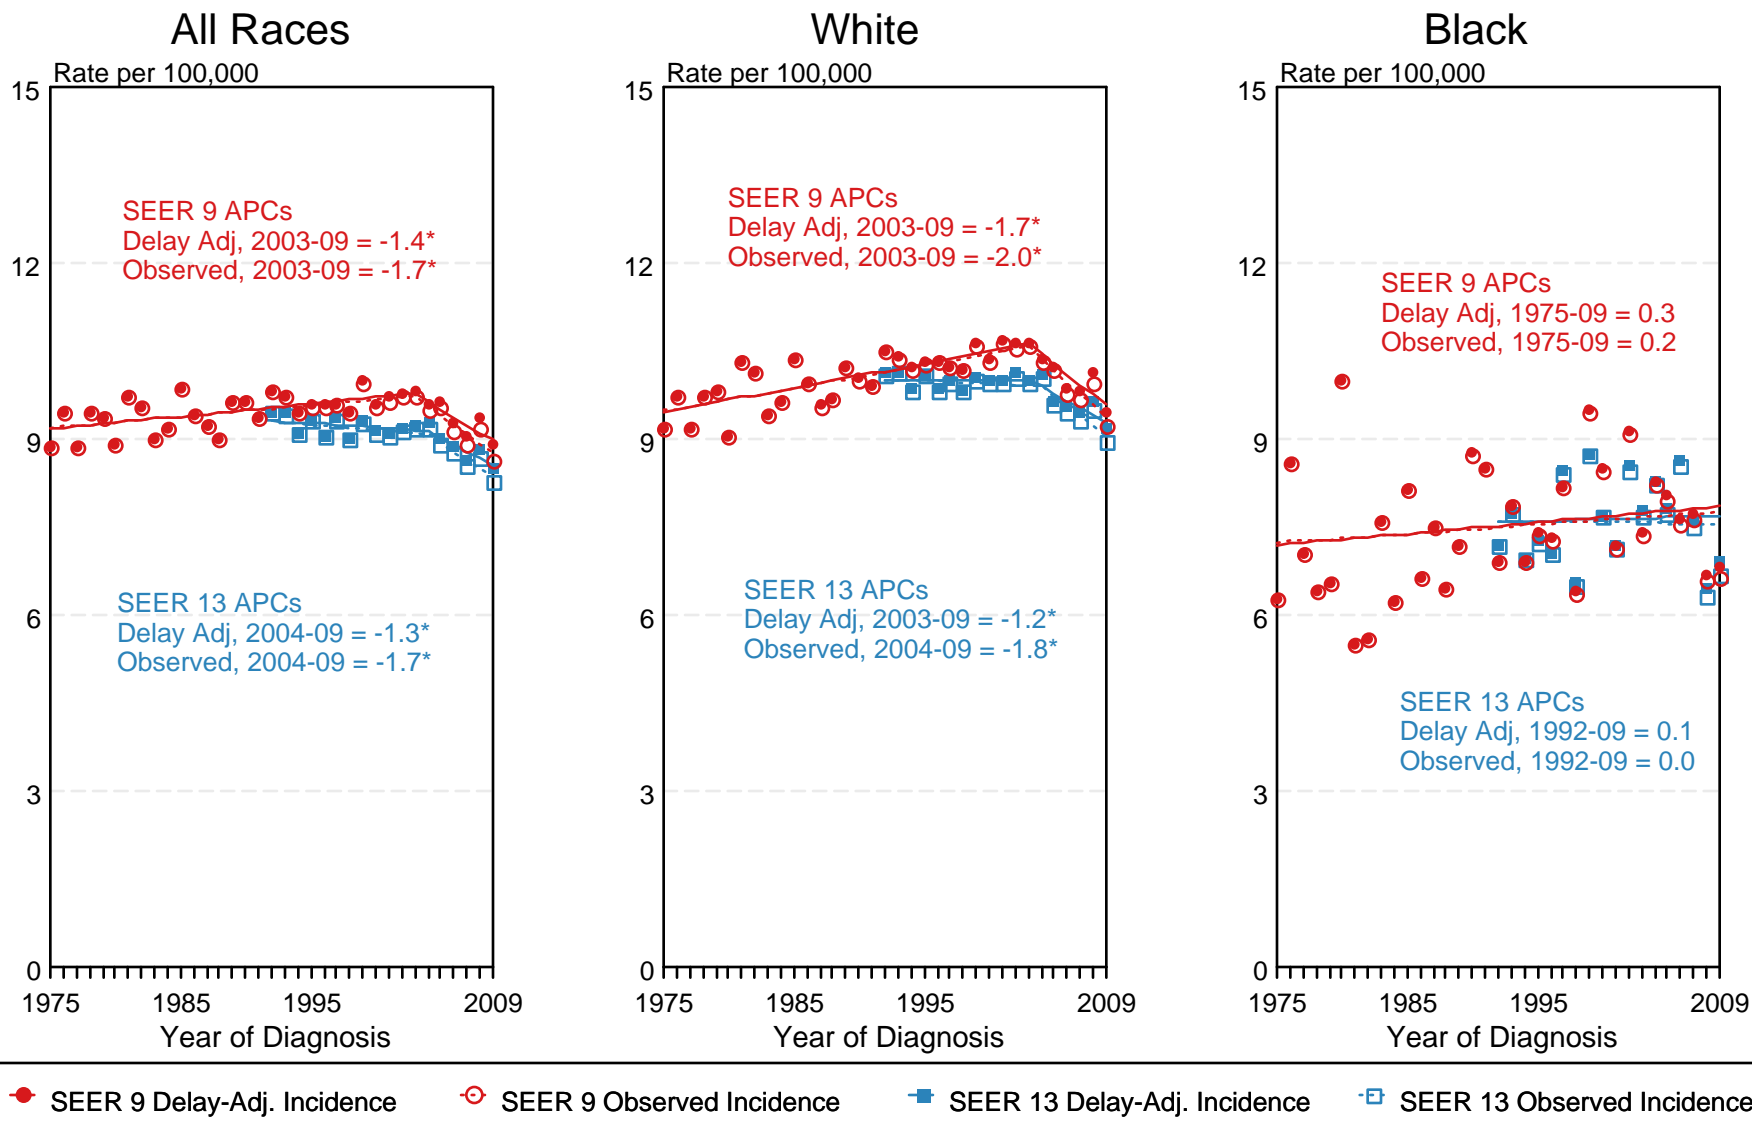 All Races
Rate per 100,000
15
12
9
6
3
0
SEER 9 APCs
Delay Adj, 2003-09 = -1.4*
Observed, 2003-09 = -1.7*
SEER 13 APCs
Delay Adj, 2004-09 = -1.3*
Observed, 2004-09 = -1.7*
1975 1985 1995 2009
Year of Diagnosis
White
Rate per 100,000
15
12
9
6
3
0
SEER 9 APCs
Delay Adj, 2003-09 = -1.7*
Observed, 2003-09 = -2.0*
SEER 13 APCs
Delay Adj, 2003-09 = -1.2*
Observed, 2004-09 = -1.8*
1975 1985 1995 2009
Year of Diagnosis
Black
Rate per 100,000
15
12
9
6
3
0
SEER 9 APCs
Delay Adj, 1975-09 = 0.3
Observed, 1975-09 = 0.2
SEER 13 APCs
Delay Adj, 1992-09 = 0.1
Observed, 1992-09 = 0.0
1975 1985 1995 2009
Year of Diagnosis
SEER 9 Delay-Adj. Incidence
SEER 9 Observed Incidence
SEER 13 Delay-Adj. Incidence
SEER 13 Observed Incidence